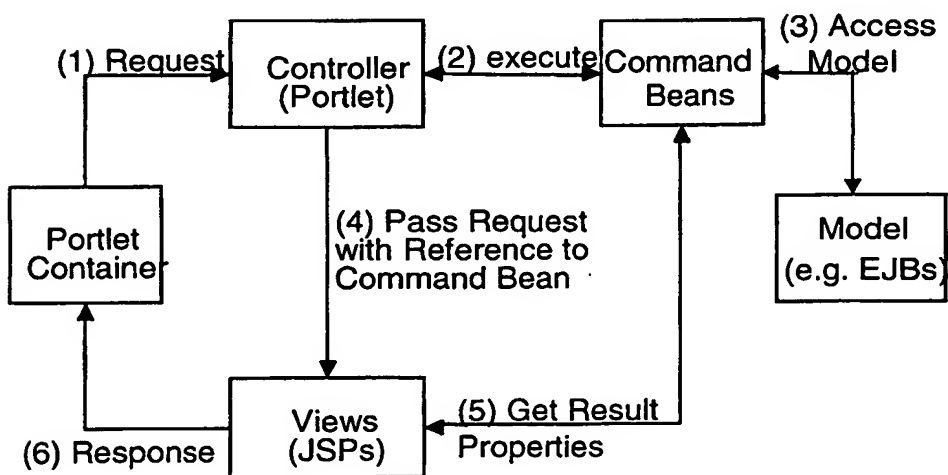 (1) Request
Controller
(Portlet)
(2) execute
Command
Beans
(3) Access
Model
Portlet
Container
(4) Pass Request
with Reference to
Command Bean
Model
(e.g. EJBs)
Views
(JSPs)
(5) Get Result
Properties
(6) Response